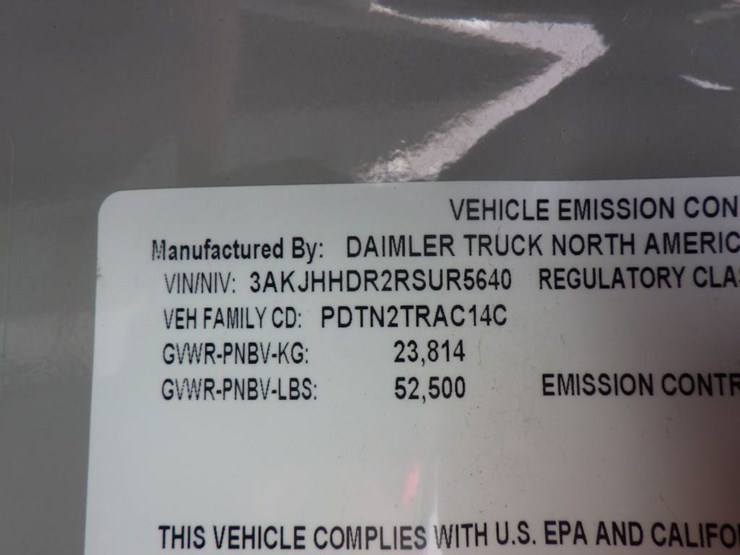 VEHICLE EMISSION CON
Manufactured By: DAIMLER TRUCK NORTH AMERIC
VIN/NIV: 3AKJHHDR2RSUR5640 REGULATORY CLA
VEH FAMILY CD: PDTN2TRAC14C
GVWR-PNBV-KG: 23,814
GVWR-PNBV-LBS: 52,500 EMISSION CONTR
THIS VEHICLE COMPLIES WITH U.S. EPA AND CALIFO